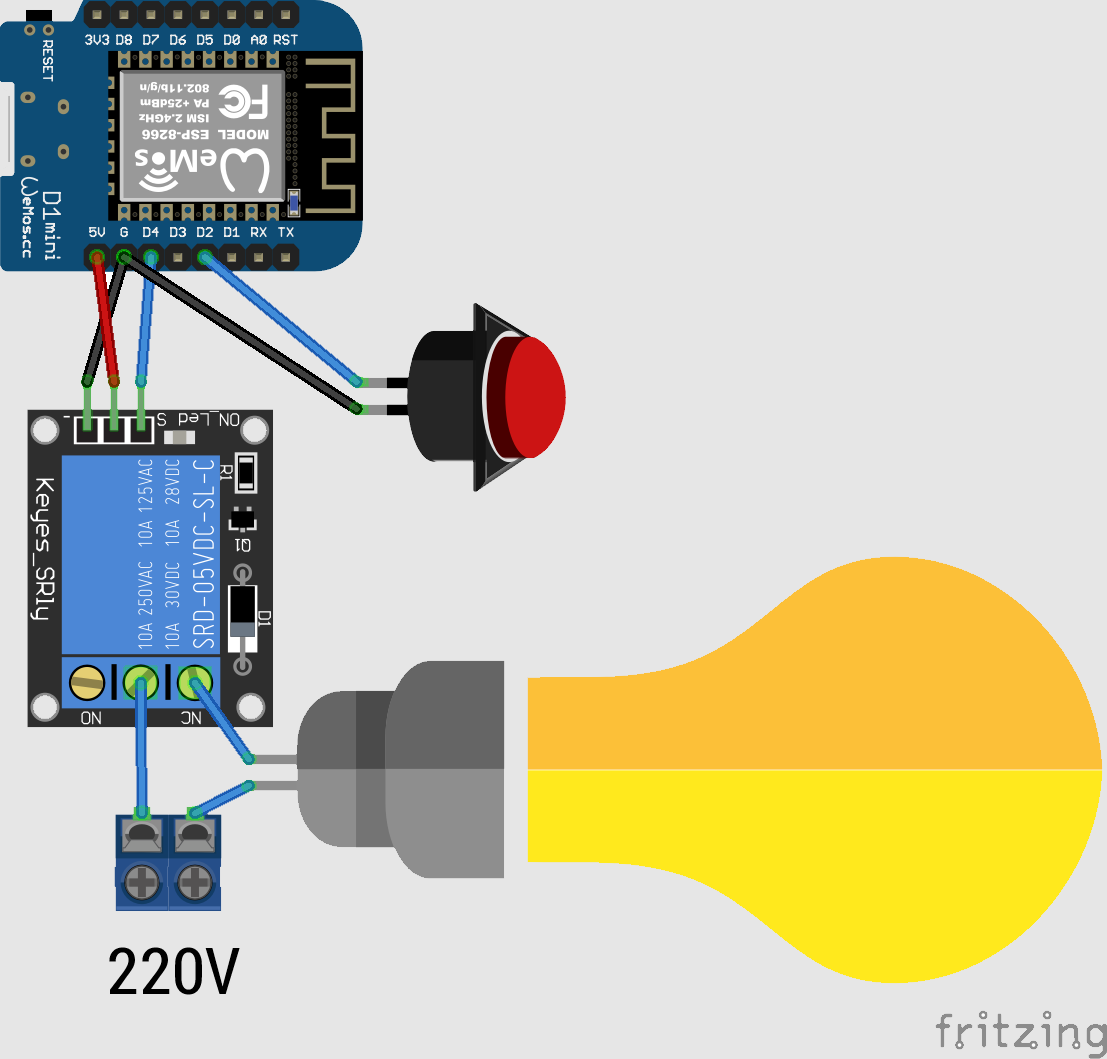 3V3 D8 D7 D6 D5 D0 A0 RST
RESET
802.11b/g/n
PA +25dBm
ISM 2.4GHz
MODEL ESP-8266
FC
WeMos
D1mini
WeMos.cc
5V G D4 D3 D2 D1 RX TX
- S ON_Led
Keyes_SRly
10A 250VAC 10A 125VAC
10A 30VDC 10A 28VDC
SRD-05VDC-SL-C
R1
Q1
D1
NO
NC
220V
fritzing